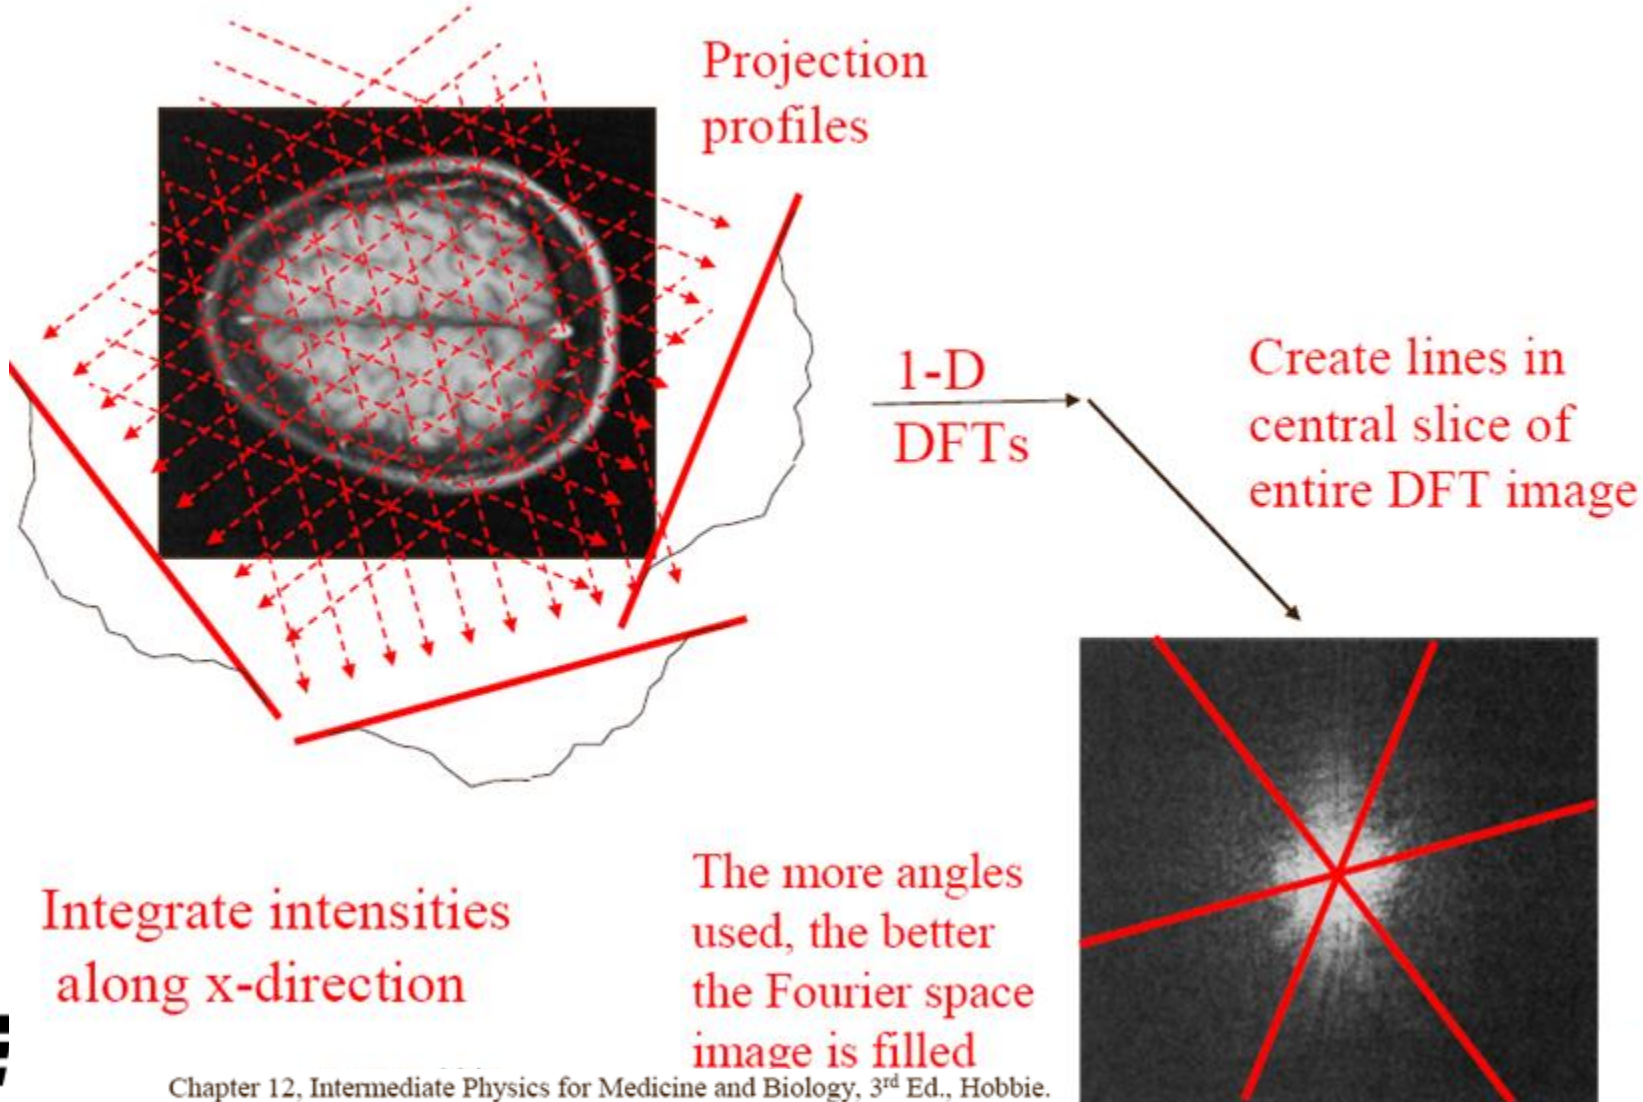 Projection
profiles
1-D
DFTs
Create lines in
central slice of
entire DFT image
Integrate intensities
along x-direction
The more angles
used, the better
the Fourier space
image is filled
Chapter 12, Intermediate Physics for Medicine and Biology, 3rd Ed., Hobbie.